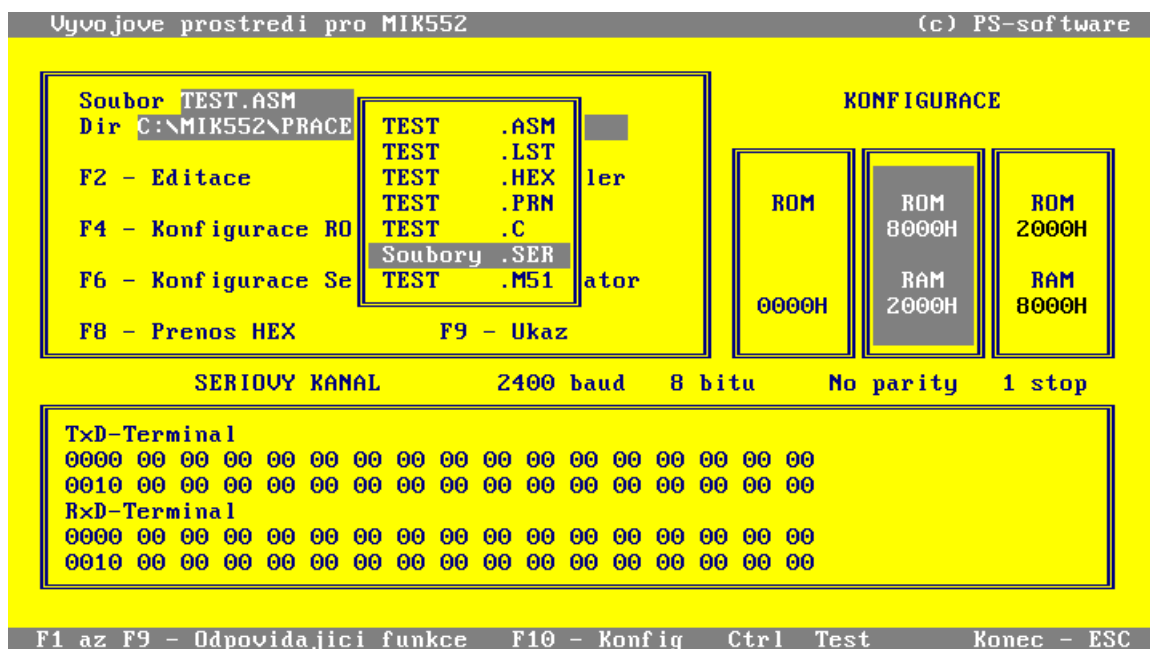 Vyvojove prostredi pro MIK552 (c) PS-software
Soubor TEST.ASM
Dir C:\MIK552\PRACE
F2 - Editace ler
F4 - Konfigurace RO
F6 - Konfigurace Se ator
F8 - Prenos HEX F9 - Ukaz
TEST .ASM
TEST .LST
TEST .HEX
TEST .PRN
TEST .C
Soubory .SER
TEST .M51
KONFIGURACE
ROM
0000H
ROM
8000H
RAM
2000H
ROM
2000H
RAM
8000H
SERIOVY KANAL 2400 baud 8 bitu No parity 1 stop
TxD-Terminal
0000 00 00 00 00 00 00 00 00 00 00 00 00 00 00 00 00
0010 00 00 00 00 00 00 00 00 00 00 00 00 00 00 00 00
RxD-Terminal
0000 00 00 00 00 00 00 00 00 00 00 00 00 00 00 00 00
0010 00 00 00 00 00 00 00 00 00 00 00 00 00 00 00 00
F1 az F9 - Odpovidajici funkce F10 - Konfig Ctrl Test Konec - ESC